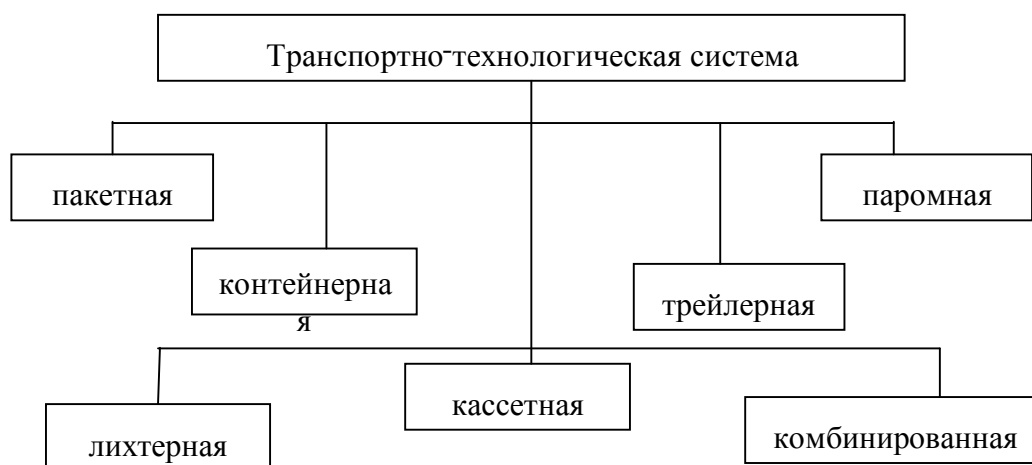 Транспортно-технологическая система
пакетная
паромная
контейнерна
я
трейлерная
кассетная
лихтерная
комбинированная